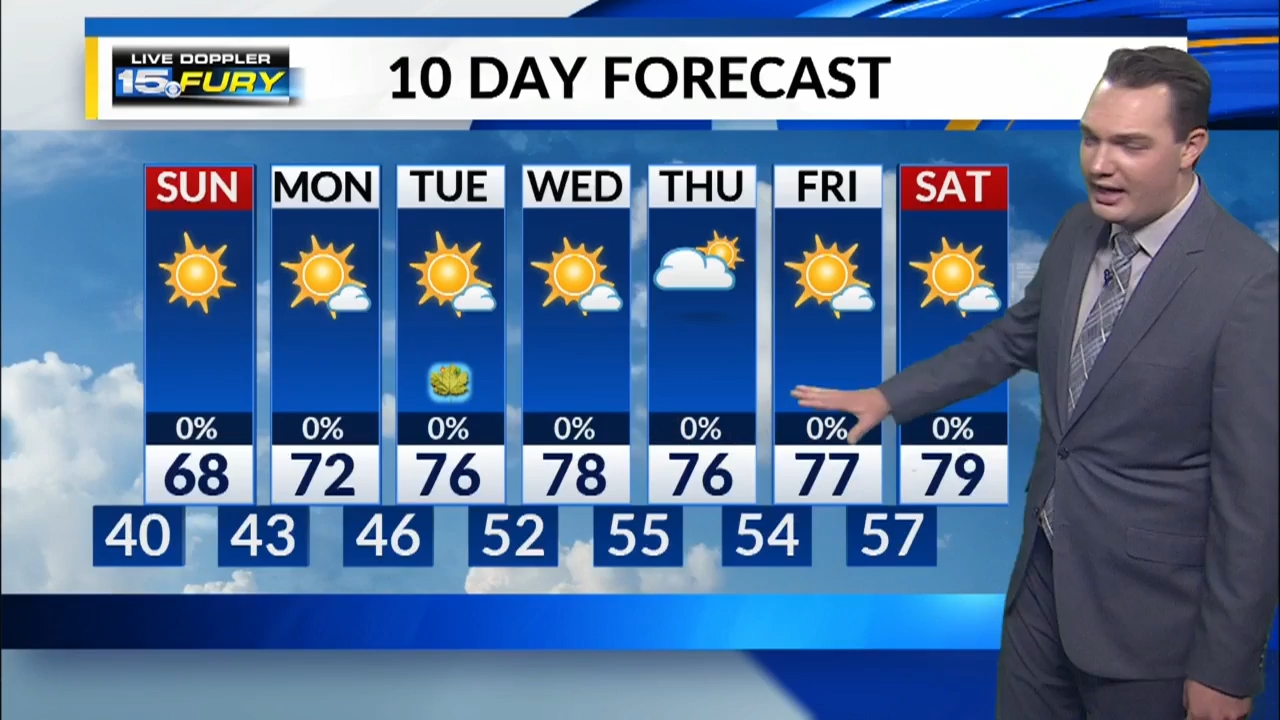 LIVE DOPPLER
15 FURY
10 DAY FORECAST
SUN MON TUE WED THU FRI SAT
0% 0% 0% 0% 0% 0% 0%
68 72 76 78 76 77 79
40 43 46 52 55 54 57